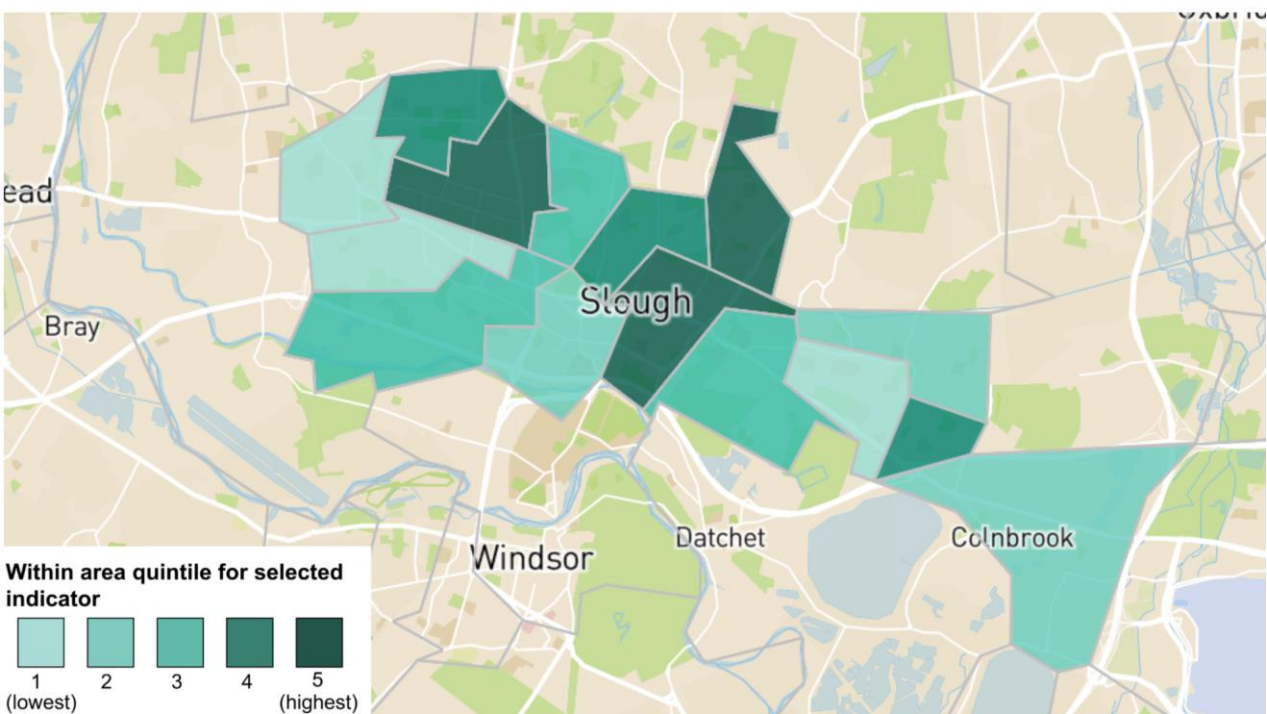 ead
Slough
Bray
Windsor
Datchet
Colnbrook
Within area quintile for selected
indicator
1
2
3
4
5
(lowest)
(highest)